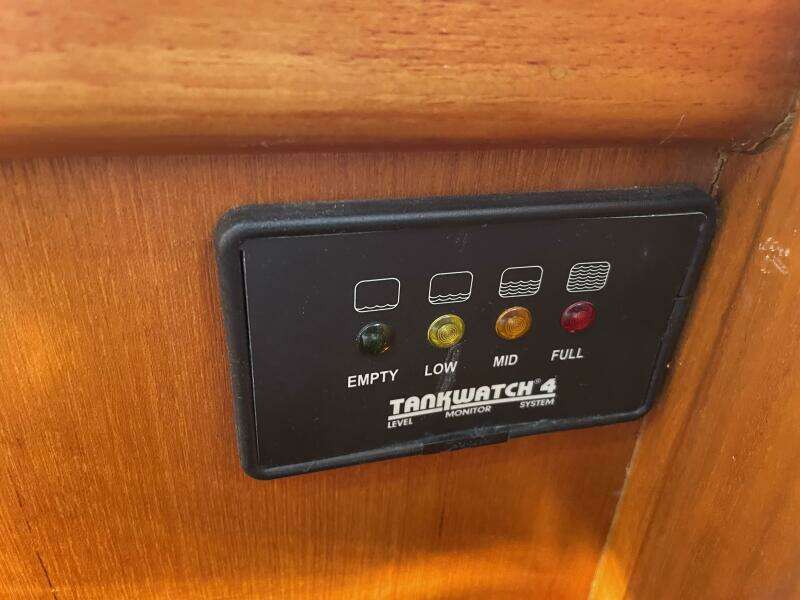 EMPTY LOW MID FULL
TANKWATCH® 4
LEVEL MONITOR SYSTEM